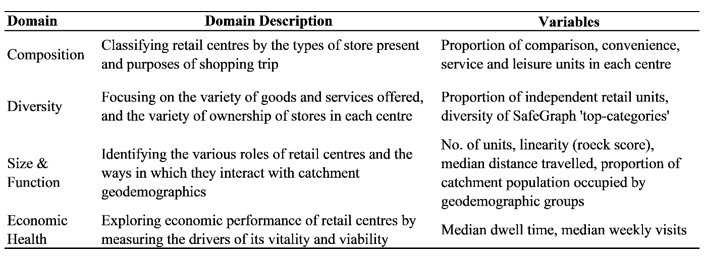 Domain Domain Description Variables
Composition
Classifying retail centres by the types of store present
and purposes of shopping trip
Proportion of comparison, convenience,
service and leisure units in each centre
Diversity
Focusing on the variety of goods and services offered,
and the variety of ownership of stores in each centre
Proportion of independent retail units,
diversity of SafeGraph 'top-categories'
Size &
Function
Identifying the various roles of retail centres and the
ways in which they interact with catchment
geodemographics
No. of units, linearity (roeck score),
median distance travelled, proportion of
catchment population occupied by
geodemographic groups
Economic
Health
Exploring economic performance of retail centres by
measuring the drivers of its vitality and viability
Median dwell time, median weekly visits